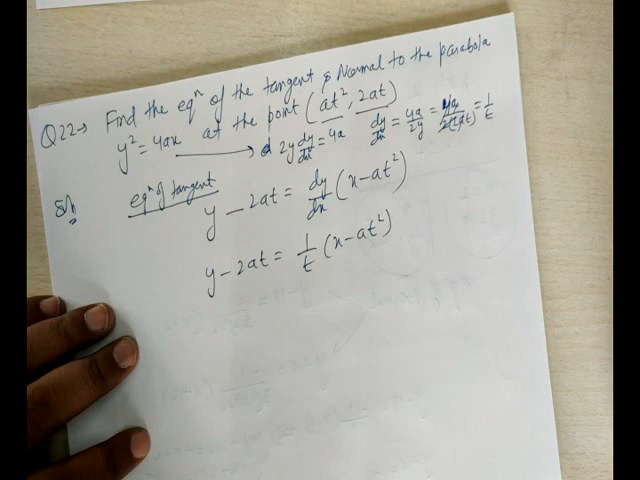 Q22→ Find the eqⁿ of the tangent & Normal to the parabola
y² = 4ax at the point (at², 2at)
2y dy/dx = 4a dy/dx = 4a/2y = 4a/2(2at) = 1/t
Solⁿ eqⁿ of tangent
y - 2at = dy/dx (x - at²)
y - 2at = 1/t (x - at²)